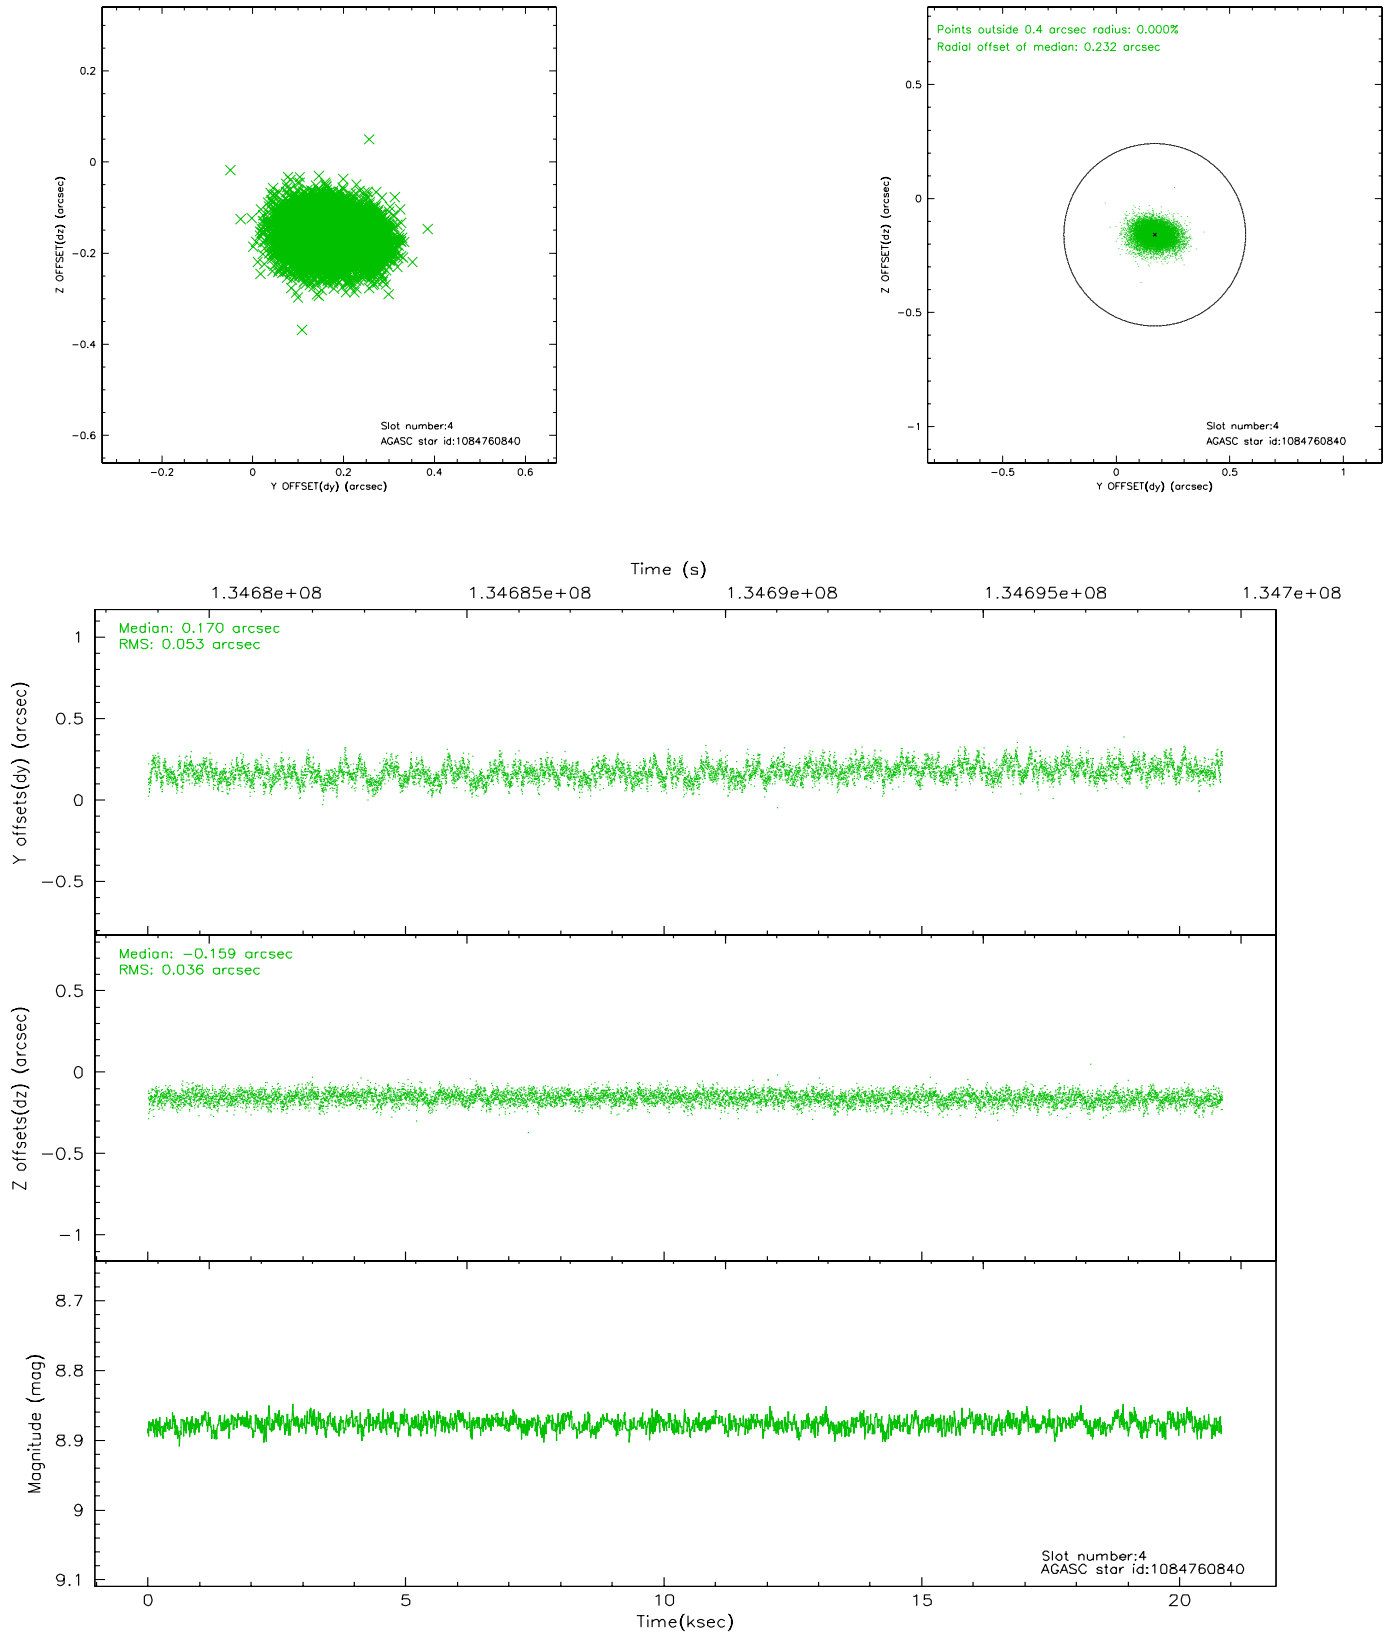 0.2
0
−0.2
−0.4
−0.6
−0.2
0
0.2
0.4
0.6
Z OFFSET(dz) (arcsec)
Y OFFSET(dy) (arcsec)
Slot number:4
AGASC star id:1084760840
Points outside 0.4 arcsec radius: 0.000%
Radial offset of median: 0.232 arcsec
0.5
0
−0.5
−1
−0.5
0
0.5
1
Z OFFSET(dz) (arcsec)
Y OFFSET(dy) (arcsec)
Slot number:4
AGASC star id:1084760840
Time (s)
1.3468e+08
1.34685e+08
1.3469e+08
1.34695e+08
1.347e+08
Median: 0.170 arcsec
RMS: 0.053 arcsec
1
0.5
0
−0.5
Y offsets(dy) (arcsec)
Median: −0.159 arcsec
RMS: 0.036 arcsec
0.5
0
−0.5
−1
Z offsets(dz) (arcsec)
8.7
8.8
8.9
9
9.1
Magnitude (mag)
Slot number:4
AGASC star id:1084760840
0
5
10
15
20
Time(ksec)